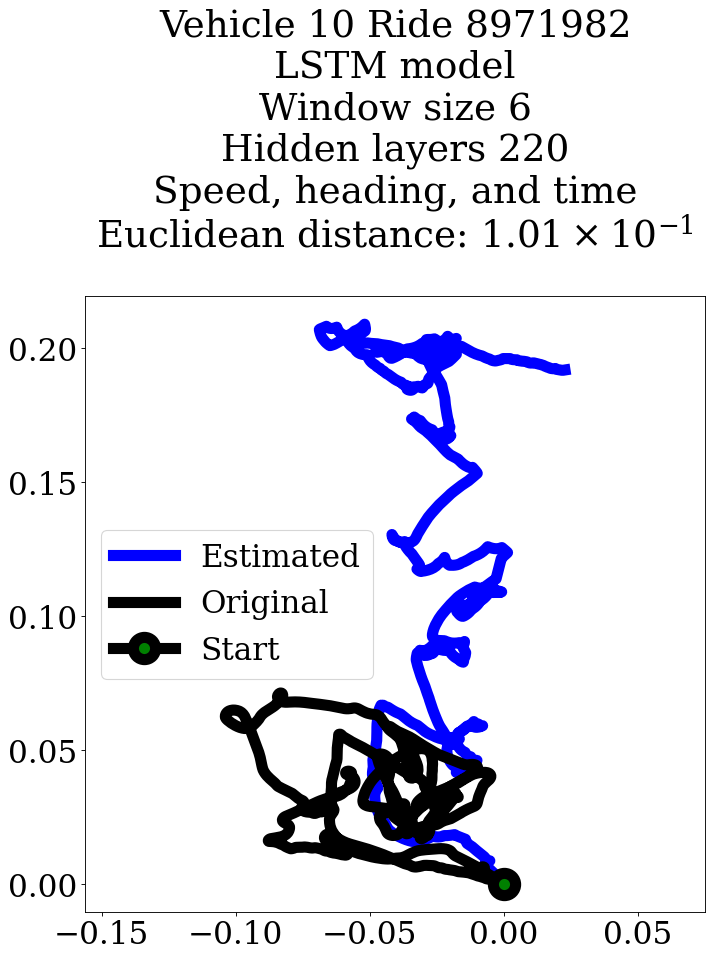 Vehicle 10 Ride 8971982
LSTM model
Window size 6
Hidden layers 220
Speed, heading, and time
Euclidean distance: 1.01 × 10⁻¹
0.20
0.15
0.10
0.05
0.00
Estimated
Original
Start
−0.15 −0.10 −0.05 0.00 0.05